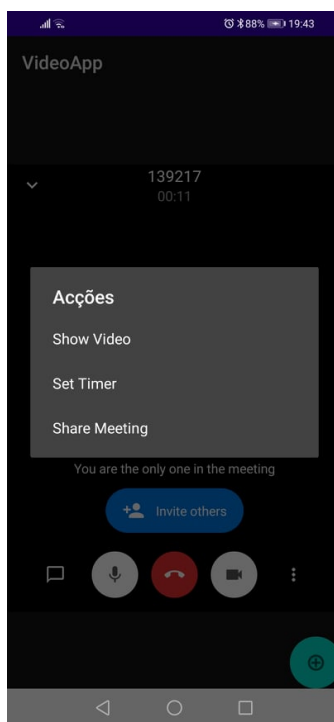 88% 19:43
VideoApp
139217
00:11
Acções
Show Video
Set Timer
Share Meeting
You are the only one in the meeting
Invite others